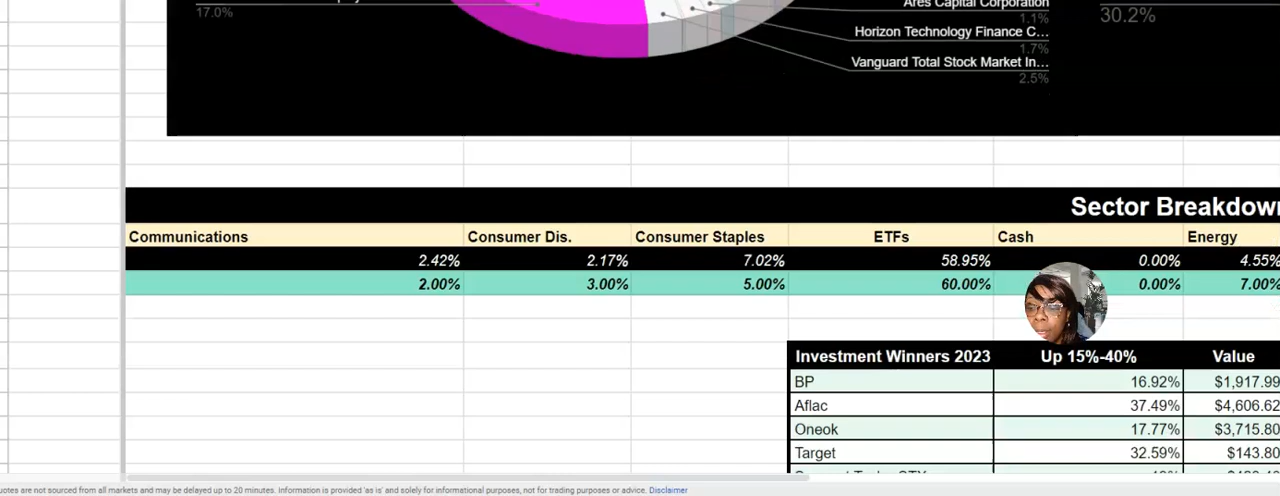 17.0%
Ares Capital Corporation
1.1%
30.2%
Horizon Technology Finance C...
1.7%
Vanguard Total Stock Market In...
2.5%
Sector Breakdown
Communications Consumer Dis. Consumer Staples ETFs Cash Energy
2.42% 2.17% 7.02% 58.95% 0.00% 4.55%
2.00% 3.00% 5.00% 60.00% 0.00% 7.00%
Investment Winners 2023 Up 15%-40% Value
BP 16.92% $1,917.99
Aflac 37.49% $4,606.62
Oneok 17.77% $3,715.80
Target 32.59% $143.80
uotes are not sourced from all markets and may be delayed up to 20 minutes. Information is provided 'as is' and solely for informational purposes, not for trading purposes or advice. Disclaimer